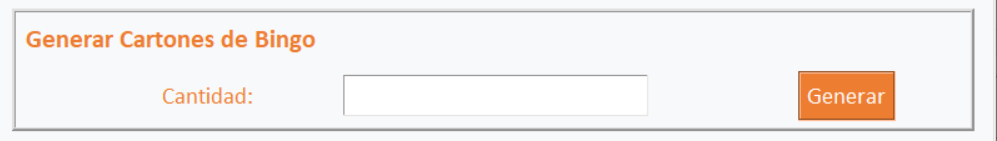 Generar Cartones de Bingo
Cantidad:
Generar